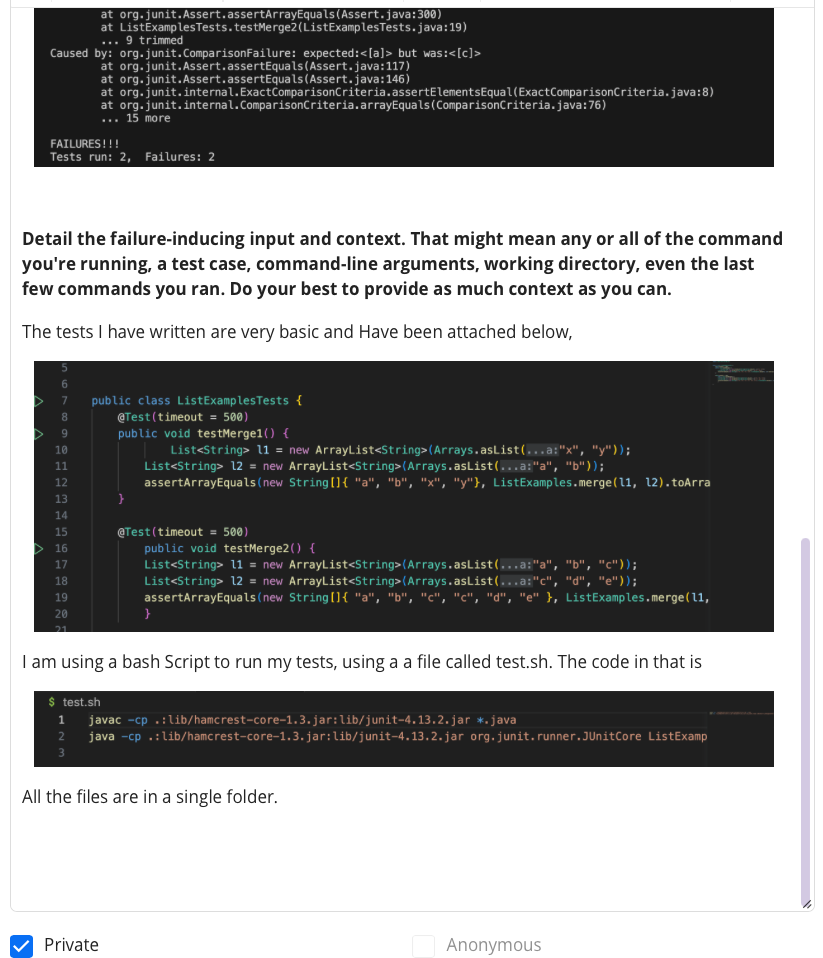 at org.junit.Assert.assertArrayEquals(Assert.java:300)
at ListExamplesTests.testMerge2(ListExamplesTests.java:19)
... 9 trimmed
Caused by: org.junit.ComparisonFailure: expected:<[a]> but was:<[c]>
at org.junit.Assert.assertEquals(Assert.java:117)
at org.junit.Assert.assertEquals(Assert.java:146)
at org.junit.internal.ExactComparisonCriteria.assertElementsEqual(ExactComparisonCriteria.java:8)
at org.junit.internal.ComparisonCriteria.arrayEquals(ComparisonCriteria.java:76)
... 15 more
FAILURES!!!
Tests run: 2,  Failures: 2
Detail the failure-inducing input and context. That might mean any or all of the command
you're running, a test case, command-line arguments, working directory, even the last
few commands you ran. Do your best to provide as much context as you can.
The tests I have written are very basic and Have been attached below,
5
6
7 public class ListExamplesTests {
8 @Test(timeout = 500)
9 public void testMerge1() {
10 List<String> l1 = new ArrayList<String>(Arrays.asList(...a:"x", "y"));
11 List<String> l2 = new ArrayList<String>(Arrays.asList(...a:"a", "b"));
12 assertArrayEquals(new String[]{ "a", "b", "x", "y"}, ListExamples.merge(l1, l2).toArra
13 }
14
15 @Test(timeout = 500)
16 public void testMerge2() {
17 List<String> l1 = new ArrayList<String>(Arrays.asList(...a:"a", "b", "c"));
18 List<String> l2 = new ArrayList<String>(Arrays.asList(...a:"c", "d", "e"));
19 assertArrayEquals(new String[]{ "a", "b", "c", "c", "d", "e" }, ListExamples.merge(l1,
20 }
21
I am using a bash Script to run my tests, using a a file called test.sh. The code in that is
$ test.sh
1 javac -cp .:lib/hamcrest-core-1.3.jar:lib/junit-4.13.2.jar *.java
2 java -cp .:lib/hamcrest-core-1.3.jar:lib/junit-4.13.2.jar org.junit.runner.JUnitCore ListExamp
3
All the files are in a single folder.
Private
Anonymous